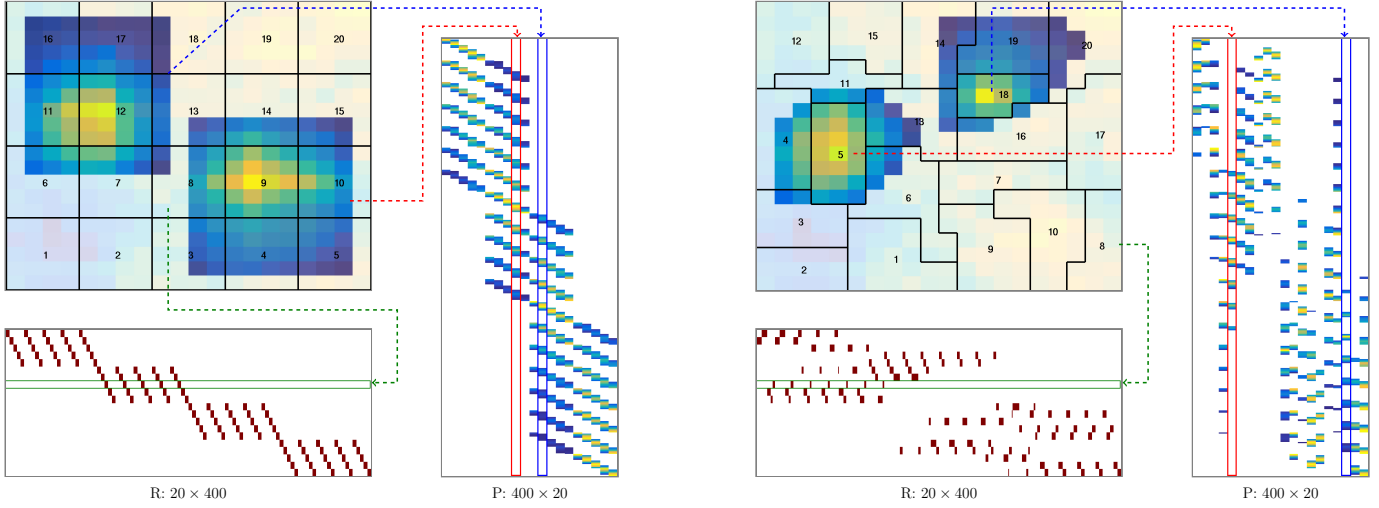 16 17 18 19 20
11 12 13 14 15
6 7 8 9 10
1 2 3 4 5
R: 20 × 400
P: 400 × 20
12 15 14 19 20
11
4 5 13 18 16 17
7
3 6
2 1 9 10 8
R: 20 × 400
P: 400 × 20